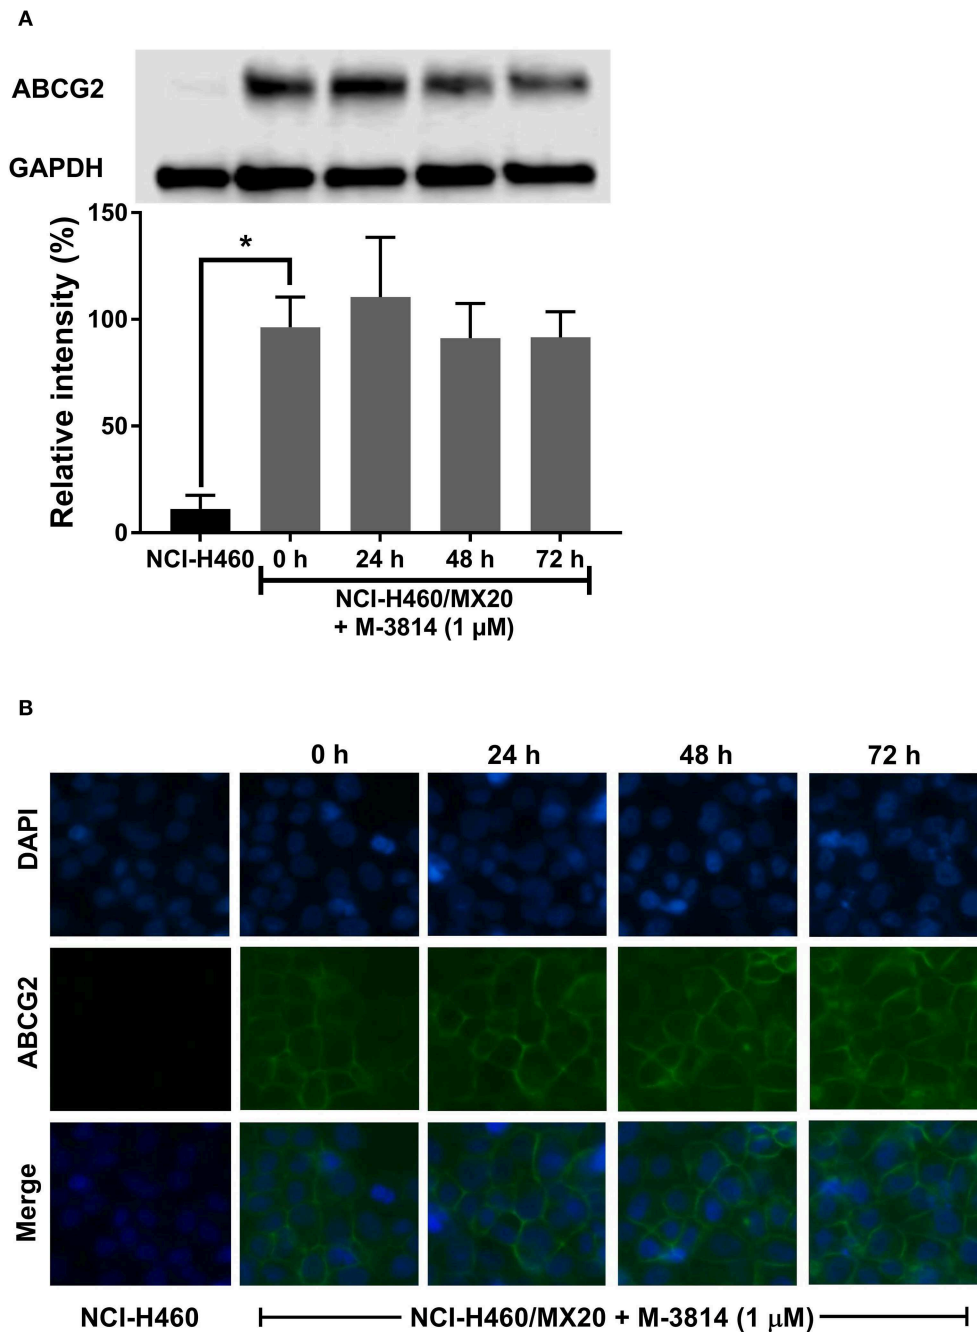 A
ABCG2
GAPDH
Relative intensity (%)
150
100
50
0
*
NCI-H460 0 h 24 h 48 h 72 h
NCI-H460/MX20
+ M-3814 (1 µM)
B
0 h 24 h 48 h 72 h
DAPI
ABCG2
Merge
NCI-H460 NCI-H460/MX20 + M-3814 (1 µM)